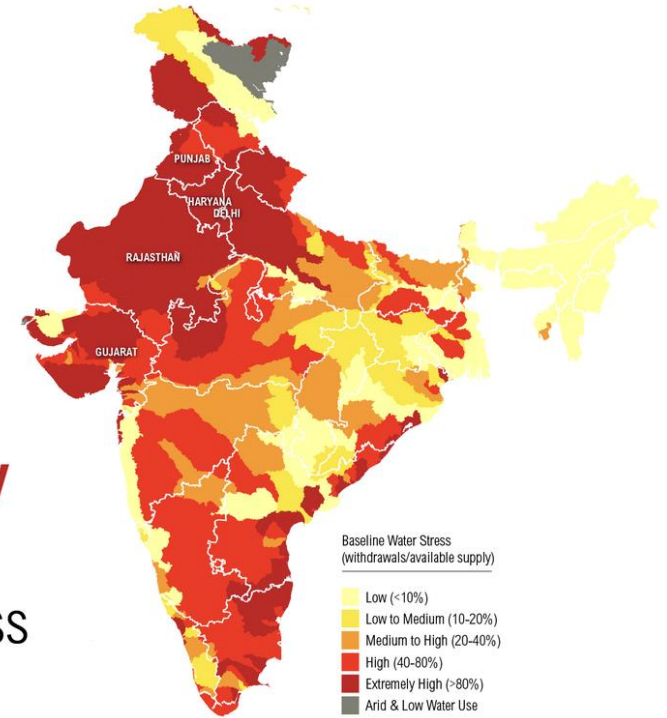 PUNJAB
HARYANA
DELHI
RAJASTHAN
GUJARAT
SS
Baseline Water Stress
(withdrawals/available supply)
Low (<10%)
Low to Medium (10-20%)
Medium to High (20-40%)
High (40-80%)
Extremely High (>80%)
Arid & Low Water Use